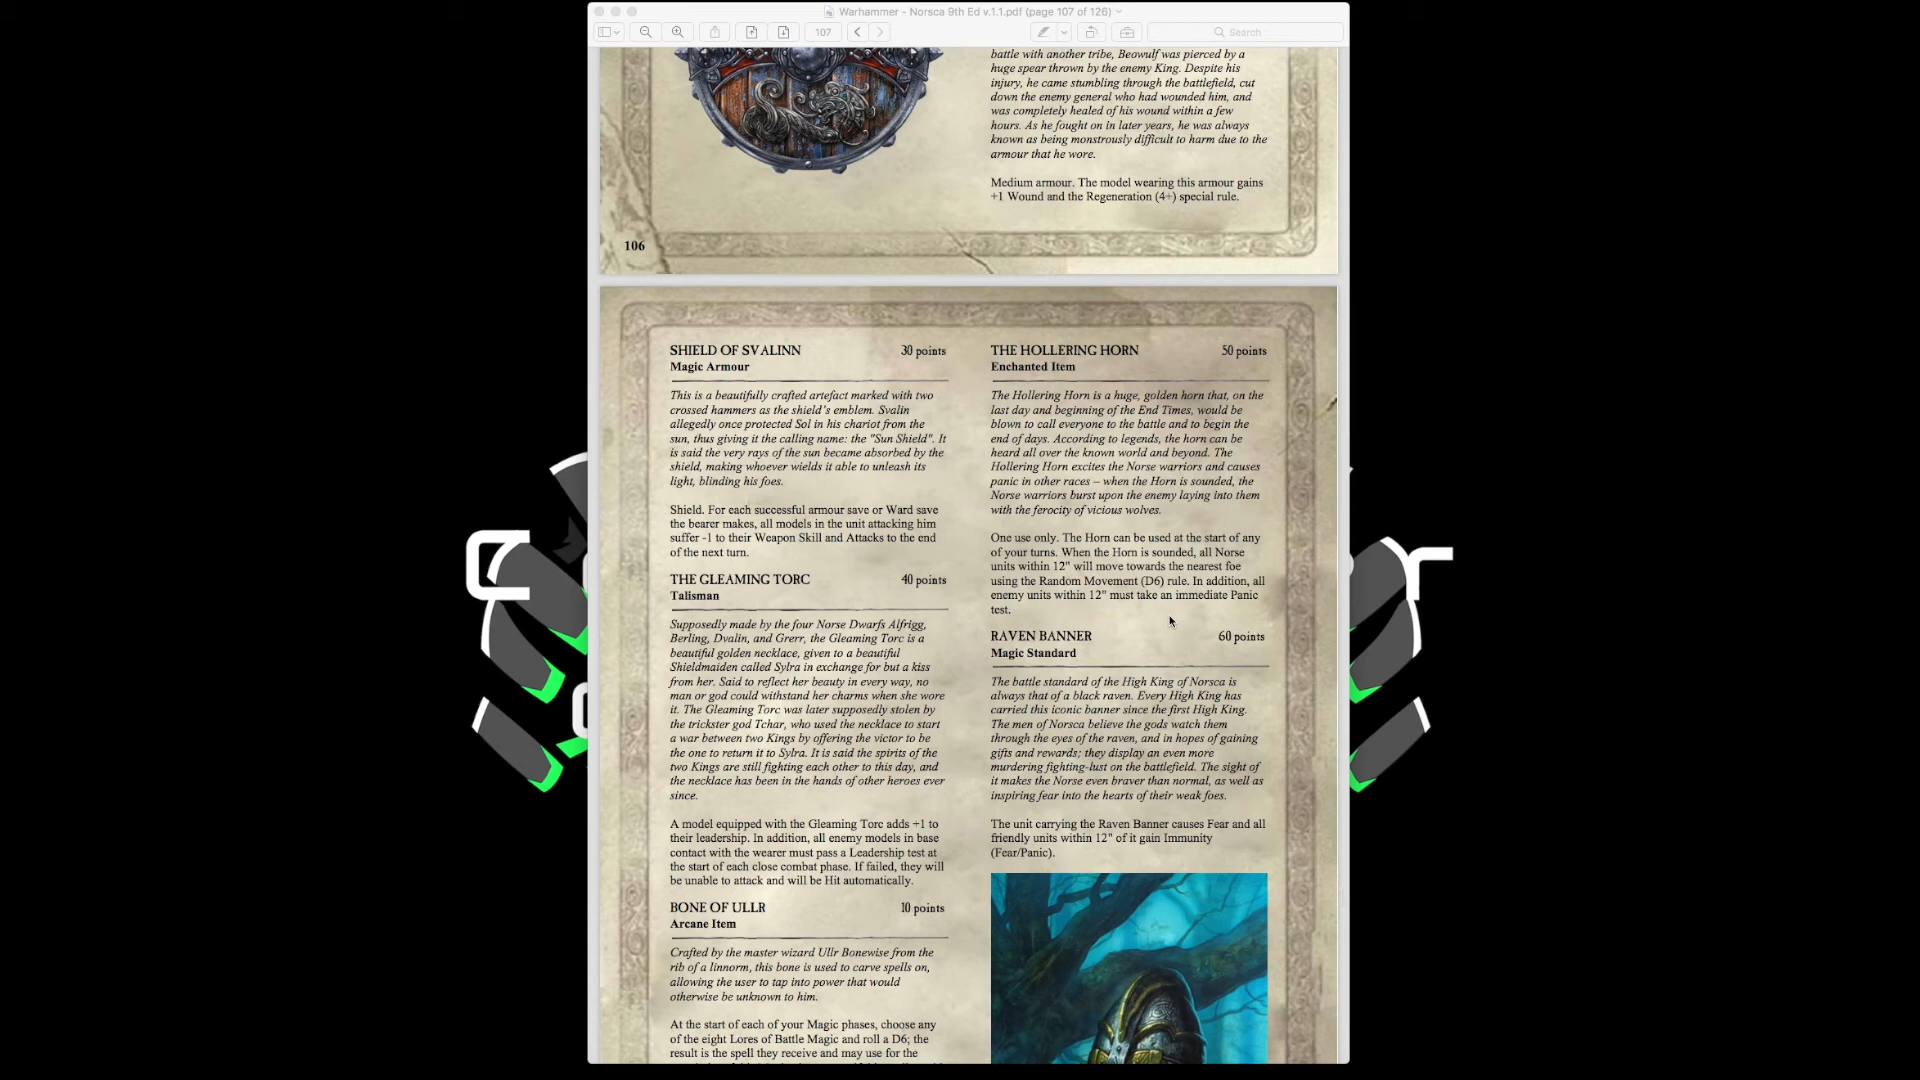 Warhammer - Norsca 9th Ed v.1.1.pdf (page 107 of 126)
107
Search
battle with another tribe, Beowulf was pierced by a
huge spear thrown by the enemy King. Despite his
injury, he came stumbling through the battlefield, cut
down the enemy general who had wounded him, and
was completely healed of his wound within a few
hours. As he fought on in later years, he was always
known as being monstrously difficult to harm due to the
armour that he wore.
Medium armour. The model wearing this armour gains
+1 Wound and the Regeneration (4+) special rule.
106
SHIELD OF SVALINN 30 points
Magic Armour
This is a beautifully crafted artefact marked with two
crossed hammers as the shield's emblem. Svalin
allegedly once protected Sol in his chariot from the
sun, thus giving it the calling name: the "Sun Shield". It
is said the very rays of the sun became absorbed by the
shield, making whoever wields it able to unleash its
light, blinding his foes.
Shield. For each successful armour save or Ward save
the bearer makes, all models in the unit attacking him
suffer -1 to their Weapon Skill and Attacks to the end
of the next turn.
THE GLEAMING TORC 40 points
Talisman
Supposedly made by the four Norse Dwarfs Alfrigg,
Berling, Dvalin, and Grerr, the Gleaming Torc is a
beautiful golden necklace, given to a beautiful
Shieldmaiden called Sylra in exchange for but a kiss
from her. Said to reflect her beauty in every way, no
man or god could withstand her charms when she wore
it. The Gleaming Torc was later supposedly stolen by
the trickster god Tchar, who used the necklace to start
a war between two Kings by offering the victor to be
the one to return it to Sylra. It is said the spirits of the
two Kings are still fighting each other to this day, and
the necklace has been in the hands of other heroes ever
since.
A model equipped with the Gleaming Torc adds +1 to
their leadership. In addition, all enemy models in base
contact with the wearer must pass a Leadership test at
the start of each close combat phase. If failed, they will
be unable to attack and will be Hit automatically.
BONE OF ULLR 10 points
Arcane Item
Crafted by the master wizard Ullr Bonewise from the
rib of a linnorm, this bone is used to carve spells on,
allowing the user to tap into power that would
otherwise be unknown to him.
At the start of each of your Magic phases, choose any
of the eight Lores of Battle Magic and roll a D6; the
result is the spell they receive and may use for the
THE HOLLERING HORN 50 points
Enchanted Item
The Hollering Horn is a huge, golden horn that, on the
last day and beginning of the End Times, would be
blown to call everyone to the battle and to begin the
end of days. According to legends, the horn can be
heard all over the known world and beyond. The
Hollering Horn excites the Norse warriors and causes
panic in other races – when the Horn is sounded, the
Norse warriors burst upon the enemy laying into them
with the ferocity of vicious wolves.
One use only. The Horn can be used at the start of any
of your turns. When the Horn is sounded, all Norse
units within 12" will move towards the nearest foe
using the Random Movement (D6) rule. In addition, all
enemy units within 12" must take an immediate Panic
test.
RAVEN BANNER 60 points
Magic Standard
The battle standard of the High King of Norsca is
always that of a black raven. Every High King has
carried this iconic banner since the first High King.
The men of Norsca believe the gods watch them
through the eyes of the raven, and in hopes of gaining
gifts and rewards; they display an even more
murdering fighting-lust on the battlefield. The sight of
it makes the Norse even braver than normal, as well as
inspiring fear into the hearts of their weak foes.
The unit carrying the Raven Banner causes Fear and all
friendly units within 12" of it gain Immunity
(Fear/Panic).